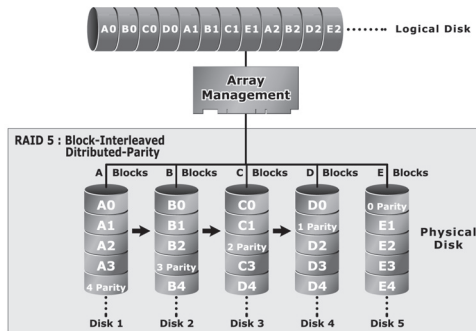 A0 B0 C0 D0 A1 B1 C1 E1 A2 B2 D2 E2 Logical Disk
Array
Management
RAID 5 : Block-Interleaved
Ditributed-Parity
A Blocks B Blocks C Blocks D Blocks E Blocks
A0 B0 C0 D0 0 Parity
A1 B1 C1 1 Parity E1
A2 B2 2 Parity D2 E2
A3 3 Parity C3 D3 E3
4 Parity B4 D4 D4 E4
Physical
Disk
Disk 1 Disk 2 Disk 3 Disk 4 Disk 5